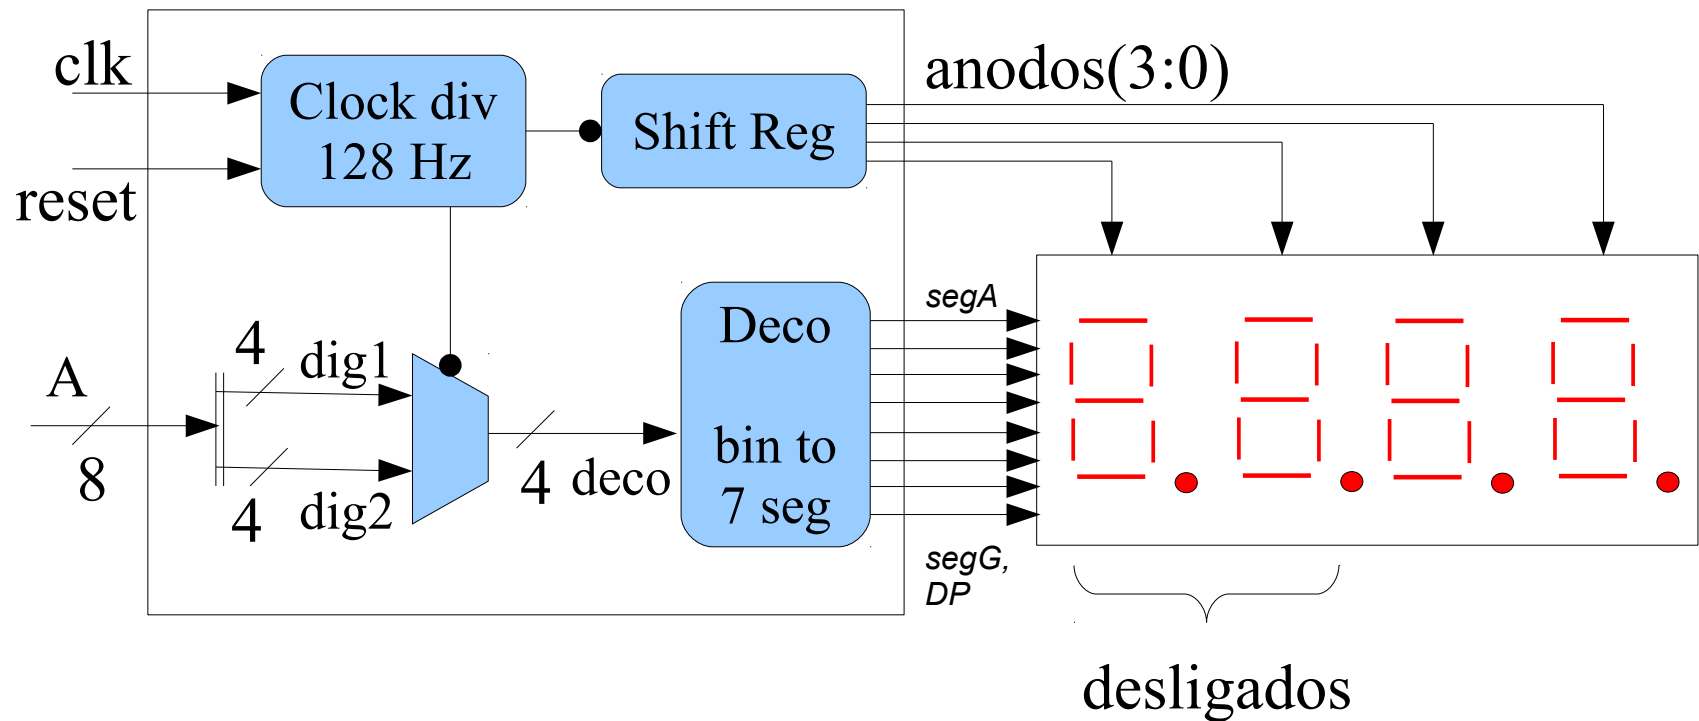 clk
Clock div
128 Hz
Shift Reg
anodos(3:0)
reset
A
8
4
dig1
4
dig2
4
deco
Deco
bin to
7 seg
segA
segG,
DP
desligados